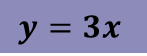 y = 3x